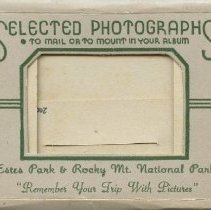 SELECTED PHOTOGRAPHS
• TO MAIL OR TO MOUNT IN YOUR ALBUM
Estes Park & Rocky Mt. National Park
"Remember Your Trip With Pictures"